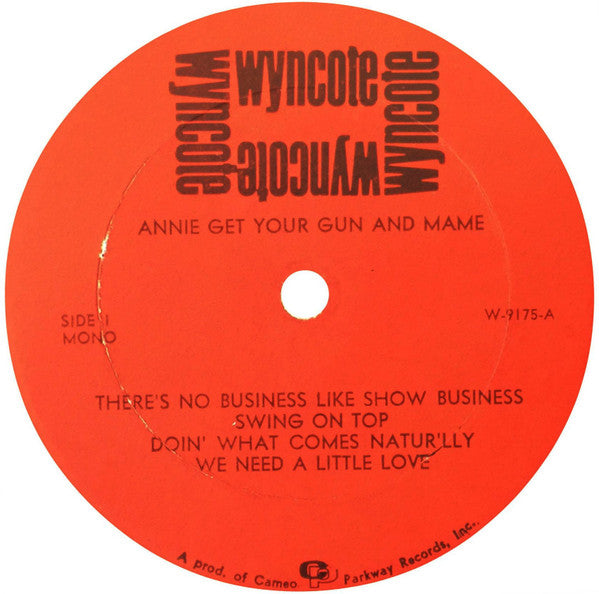 wyncote
wyncote
wyncote
wyncote
ANNIE GET YOUR GUN AND MAME
SIDE 1
MONO
W-9175-A
THERE'S NO BUSINESS LIKE SHOW BUSINESS
SWING ON TOP
DOIN' WHAT COMES NATUR'LLY
WE NEED A LITTLE LOVE
A prod. of Cameo CP Parkway Records, Inc.